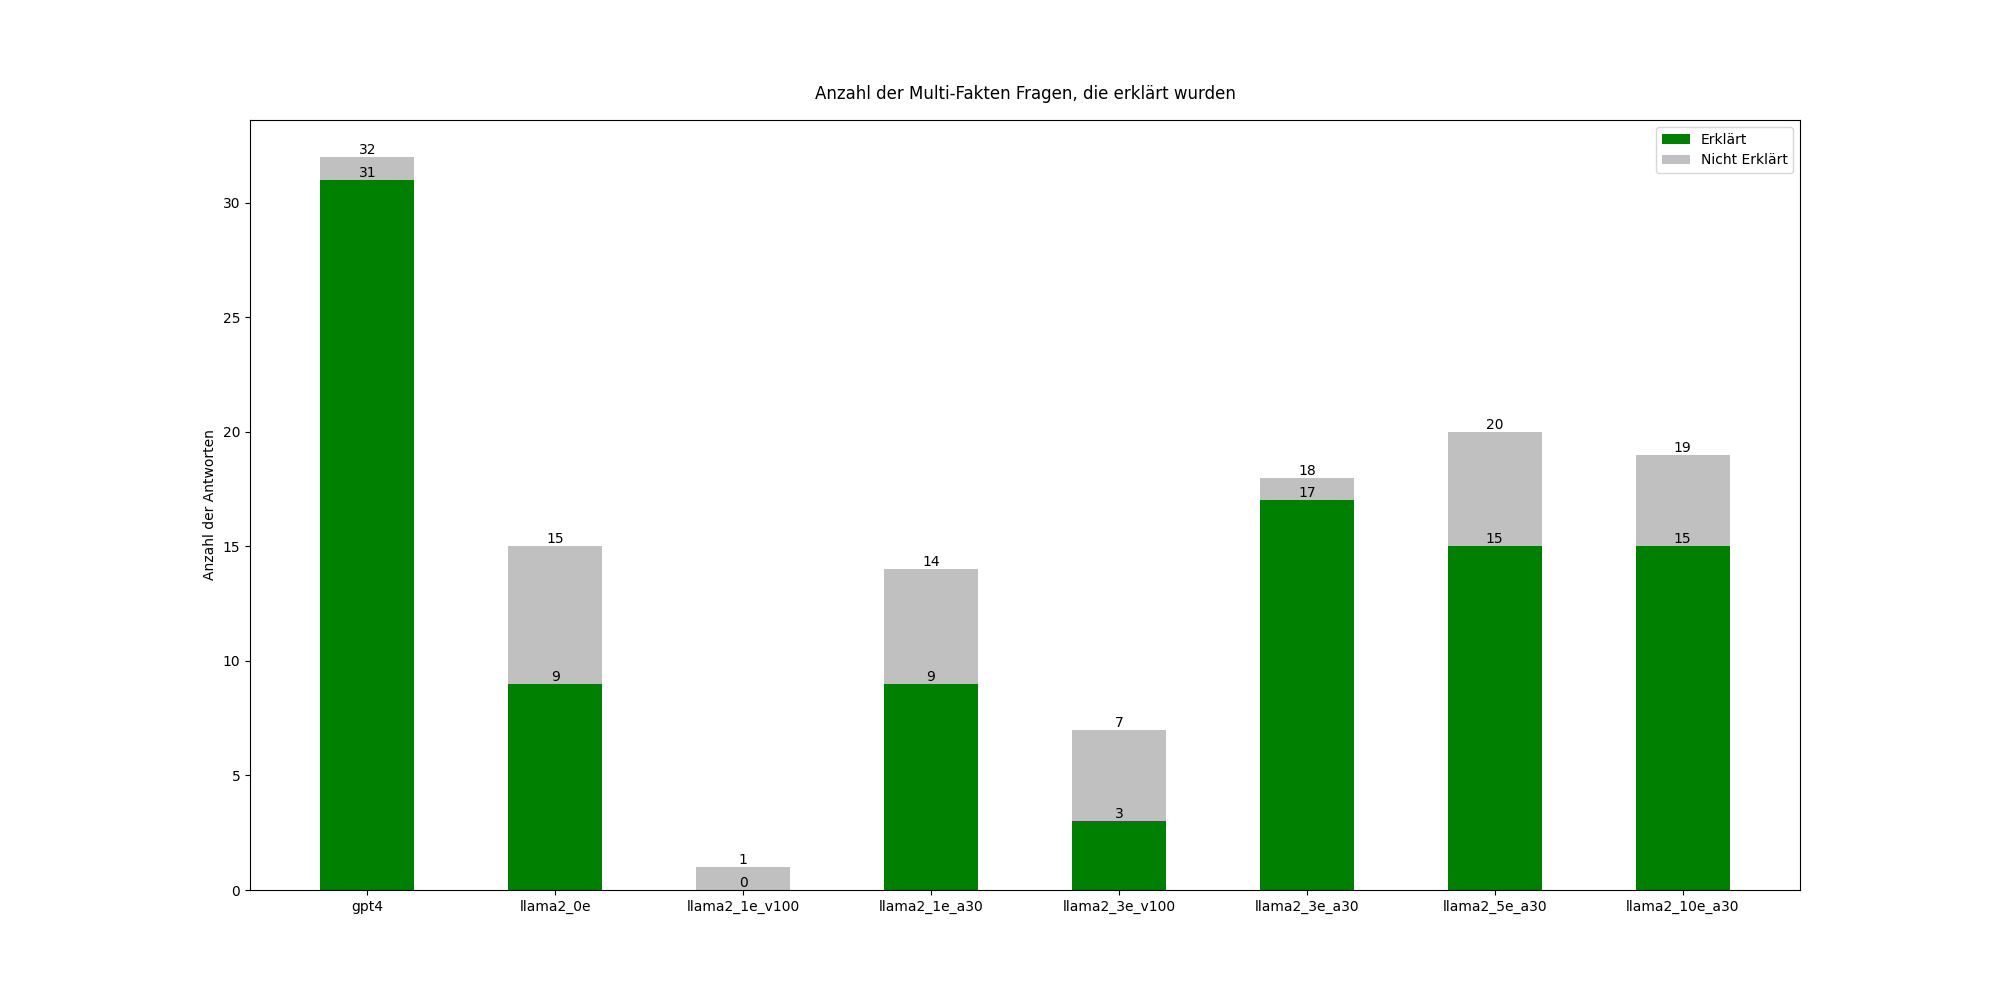 Anzahl der Multi-Fakten Fragen, die erklärt wurden
Erklärt
Nicht Erklärt
Anzahl der Antworten
30
25
20
15
10
5
0
32
31
15
9
1
0
14
9
7
3
18
17
20
15
19
15
gpt4
llama2_0e
llama2_1e_v100
llama2_1e_a30
llama2_3e_v100
llama2_3e_a30
llama2_5e_a30
llama2_10e_a30